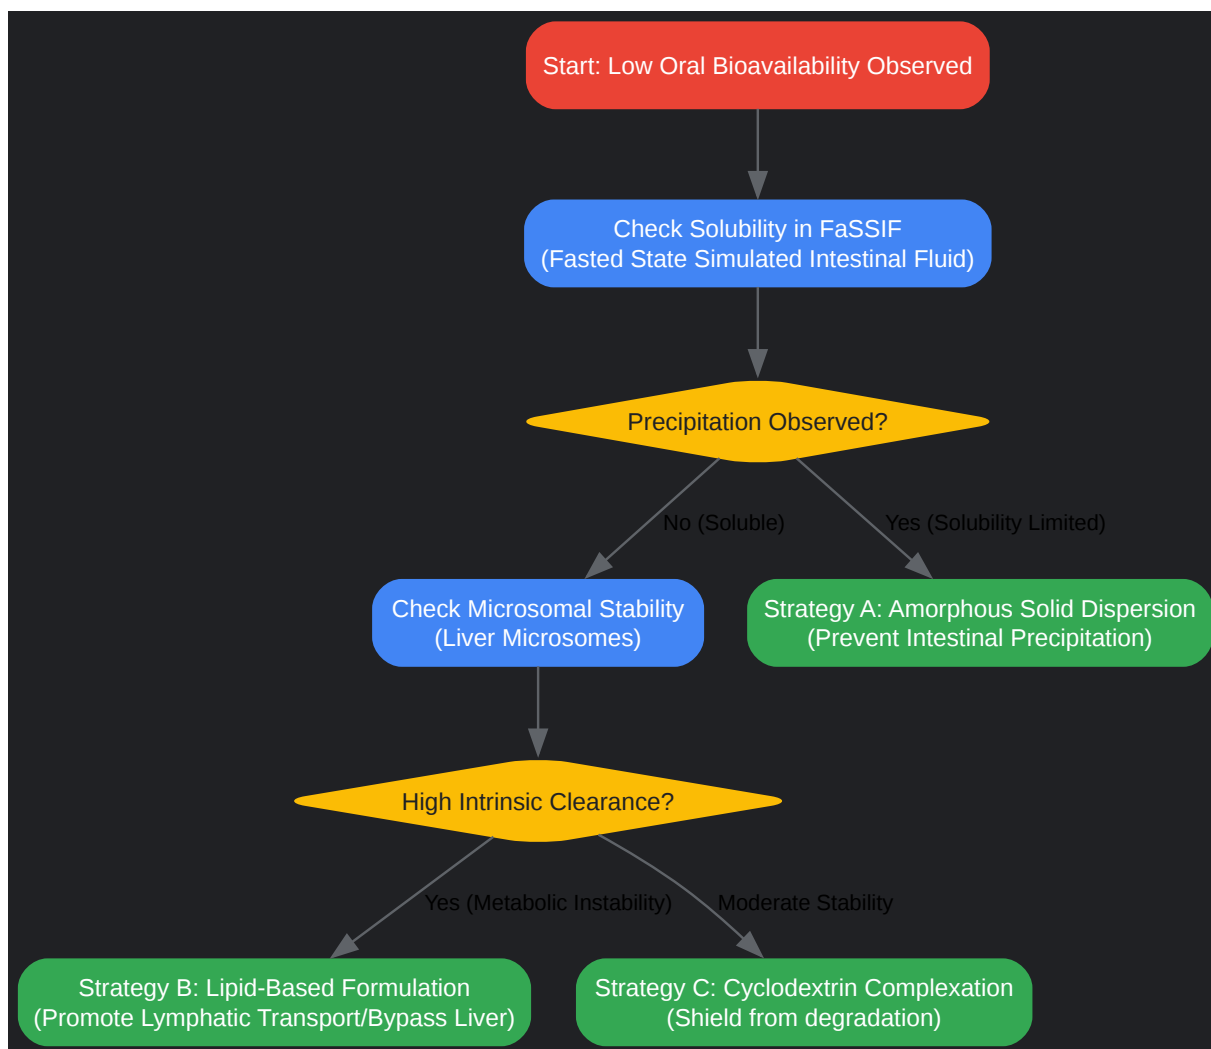 Start: Low Oral Bioavailability Observed
Check Solubility in FaSSIF
(Fasted State Simulated Intestinal Fluid)
Precipitation Observed?
No (Soluble)
Yes (Solubility Limited)
Check Microsomal Stability
(Liver Microsomes)
Strategy A: Amorphous Solid Dispersion
(Prevent Intestinal Precipitation)
High Intrinsic Clearance?
Yes (Metabolic Instability)
Moderate Stability
Strategy B: Lipid-Based Formulation
(Promote Lymphatic Transport/Bypass Liver)
Strategy C: Cyclodextrin Complexation
(Shield from degradation)